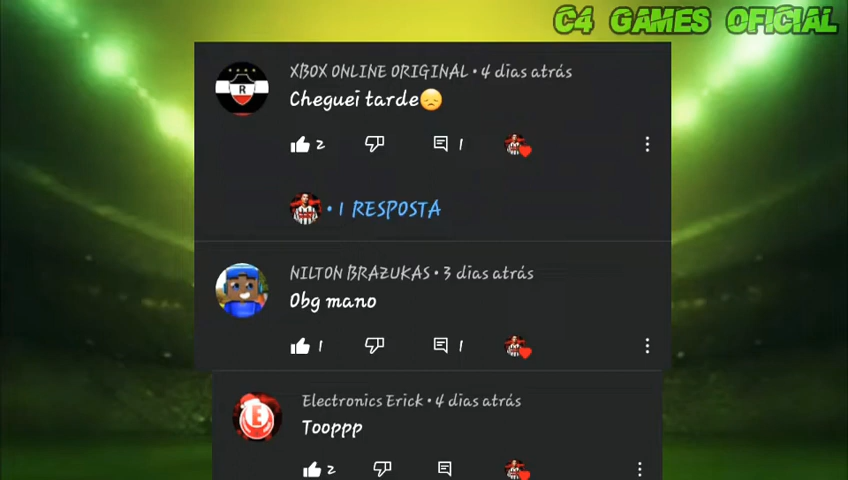 C4 GAMES OFICIAL
XBOX ONLINE ORIGINAL • 4 dias atrás
Cheguei tarde😞
2 1
• 1 RESPOSTA
NILTON BRAZUKAS • 3 dias atrás
Obg mano
1 1
Electronics Erick • 4 dias atrás
Tooppp
2